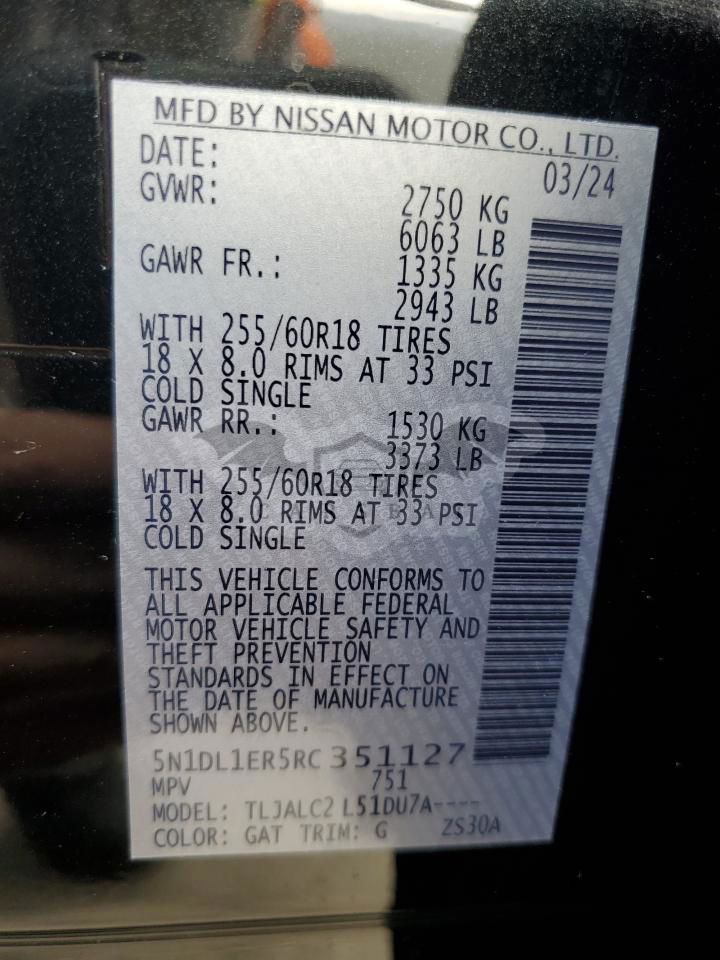 MFD BY NISSAN MOTOR CO., LTD.
DATE: 03/24
GVWR: 2750 KG
6063 LB
GAWR FR.: 1335 KG
2943 LB
WITH 255/60R18 TIRES
18 X 8.0 RIMS AT 33 PSI
COLD SINGLE
GAWR RR.: 1530 KG
3373 LB
WITH 255/60R18 TIRES
18 X 8.0 RIMS AT 33 PSI
COLD SINGLE
THIS VEHICLE CONFORMS TO
ALL APPLICABLE FEDERAL
MOTOR VEHICLE SAFETY AND
THEFT PREVENTION
STANDARDS IN EFFECT ON
THE DATE OF MANUFACTURE
SHOWN ABOVE.
5N1DL1ER5RC351127
MPV 751
MODEL: TLJALC2 L51DU7A----
COLOR: GAT TRIM: G ZS30A